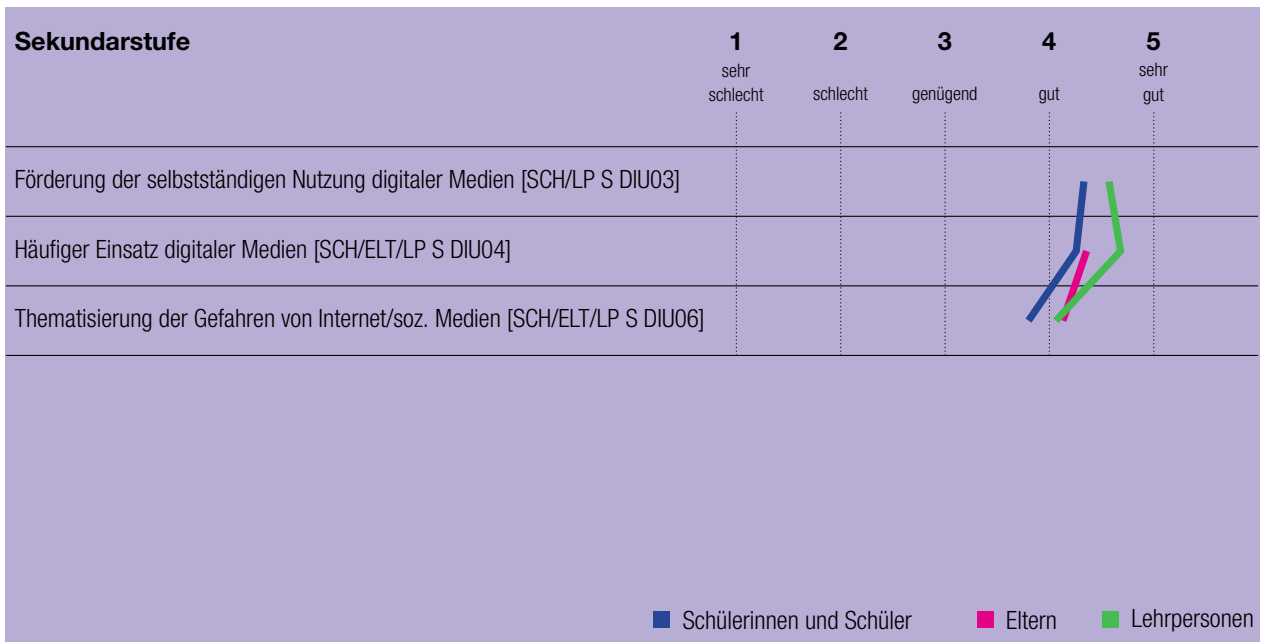 Sekundarstufe 1 2 3 4 5
sehr schlecht schlecht genügend gut sehr gut
Förderung der selbstständigen Nutzung digitaler Medien [SCH/LP S DIU03]
Häufiger Einsatz digitaler Medien [SCH/ELT/LP S DIU04]
Thematisierung der Gefahren von Internet/soz. Medien [SCH/ELT/LP S DIU06]
Schülerinnen und Schüler Eltern Lehrpersonen